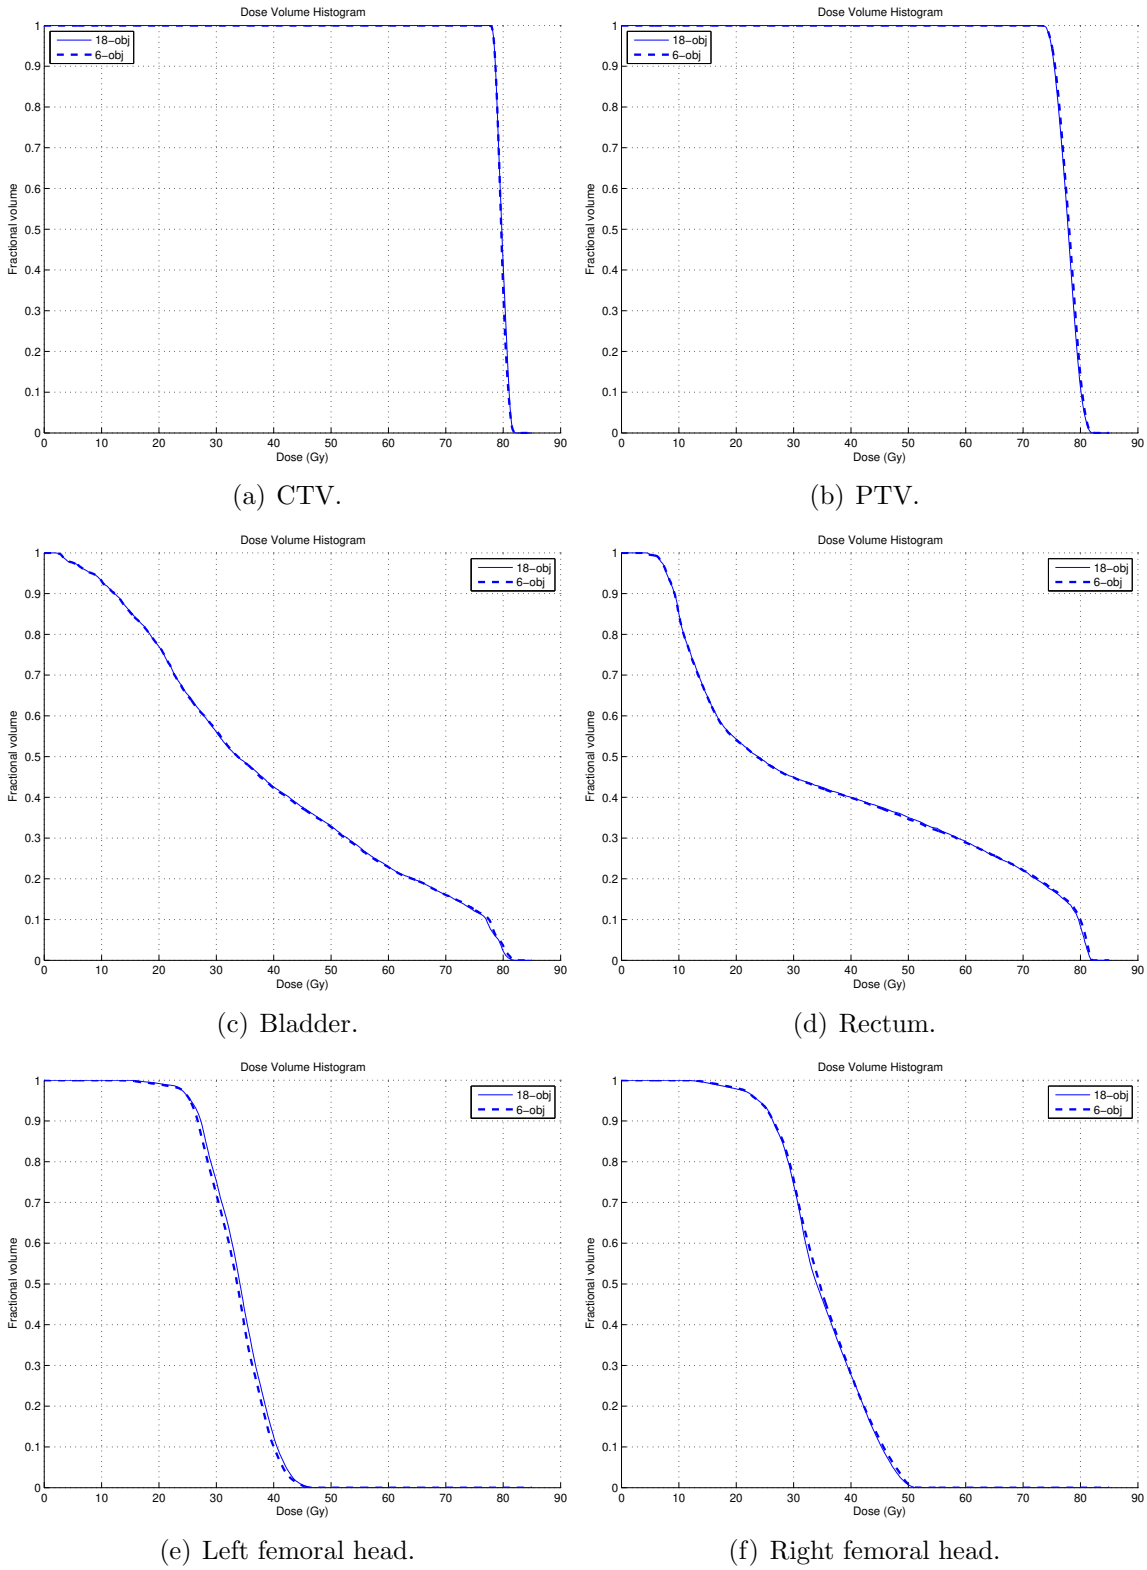 Dose Volume Histogram
18-obj
6-obj
1
0.9
0.8
0.7
0.6
0.5
0.4
0.3
0.2
0.1
0
Fractional volume
0 10 20 30 40 50 60 70 80 90
Dose (Gy)
(a) CTV.
Dose Volume Histogram
18-obj
6-obj
1
0.9
0.8
0.7
0.6
0.5
0.4
0.3
0.2
0.1
0
Fractional volume
0 10 20 30 40 50 60 70 80 90
Dose (Gy)
(b) PTV.
Dose Volume Histogram
18-obj
6-obj
1
0.9
0.8
0.7
0.6
0.5
0.4
0.3
0.2
0.1
0
Fractional volume
0 10 20 30 40 50 60 70 80 90
Dose (Gy)
(c) Bladder.
Dose Volume Histogram
18-obj
6-obj
1
0.9
0.8
0.7
0.6
0.5
0.4
0.3
0.2
0.1
0
Fractional volume
0 10 20 30 40 50 60 70 80 90
Dose (Gy)
(d) Rectum.
Dose Volume Histogram
18-obj
6-obj
1
0.9
0.8
0.7
0.6
0.5
0.4
0.3
0.2
0.1
0
Fractional volume
0 10 20 30 40 50 60 70 80 90
Dose (Gy)
(e) Left femoral head.
Dose Volume Histogram
18-obj
6-obj
1
0.9
0.8
0.7
0.6
0.5
0.4
0.3
0.2
0.1
0
Fractional volume
0 10 20 30 40 50 60 70 80 90
Dose (Gy)
(f) Right femoral head.